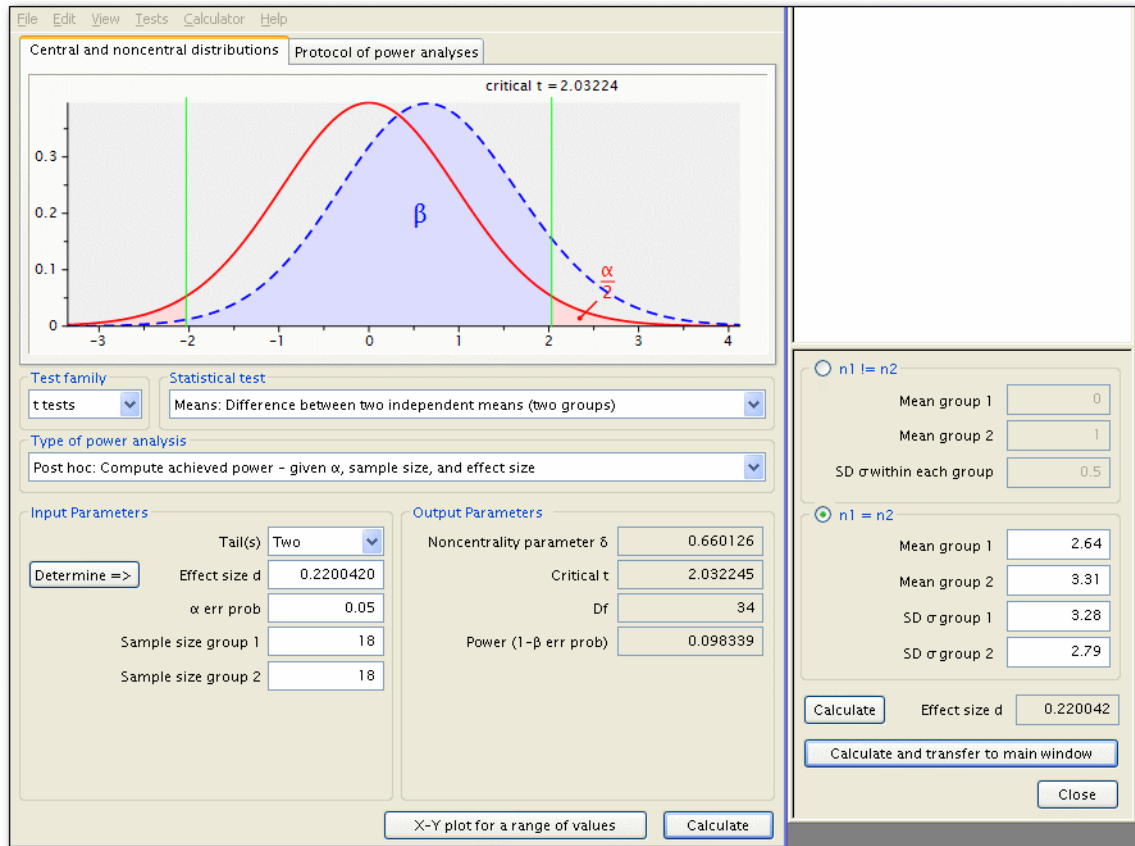 File Edit View Tests Calculator Help
Central and noncentral distributions Protocol of power analyses
critical t = 2.03224
0.3
0.2
0.1
0
β
α
2
-3 -2 -1 0 1 2 3 4
Test family
t tests
Statistical test
Means: Difference between two independent means (two groups)
Type of power analysis
Post hoc: Compute achieved power – given α, sample size, and effect size
Input Parameters
Tail(s) Two
Determine => Effect size d 0.2200420
α err prob 0.05
Sample size group 1 18
Sample size group 2 18
Output Parameters
Noncentrality parameter δ 0.660126
Critical t 2.032245
Df 34
Power (1-β err prob) 0.098339
X-Y plot for a range of values Calculate
n1 != n2
Mean group 1 0
Mean group 2 1
SD σ within each group 0.5
n1 = n2
Mean group 1 2.64
Mean group 2 3.31
SD σ group 1 3.28
SD σ group 2 2.79
Calculate Effect size d 0.220042
Calculate and transfer to main window
Close